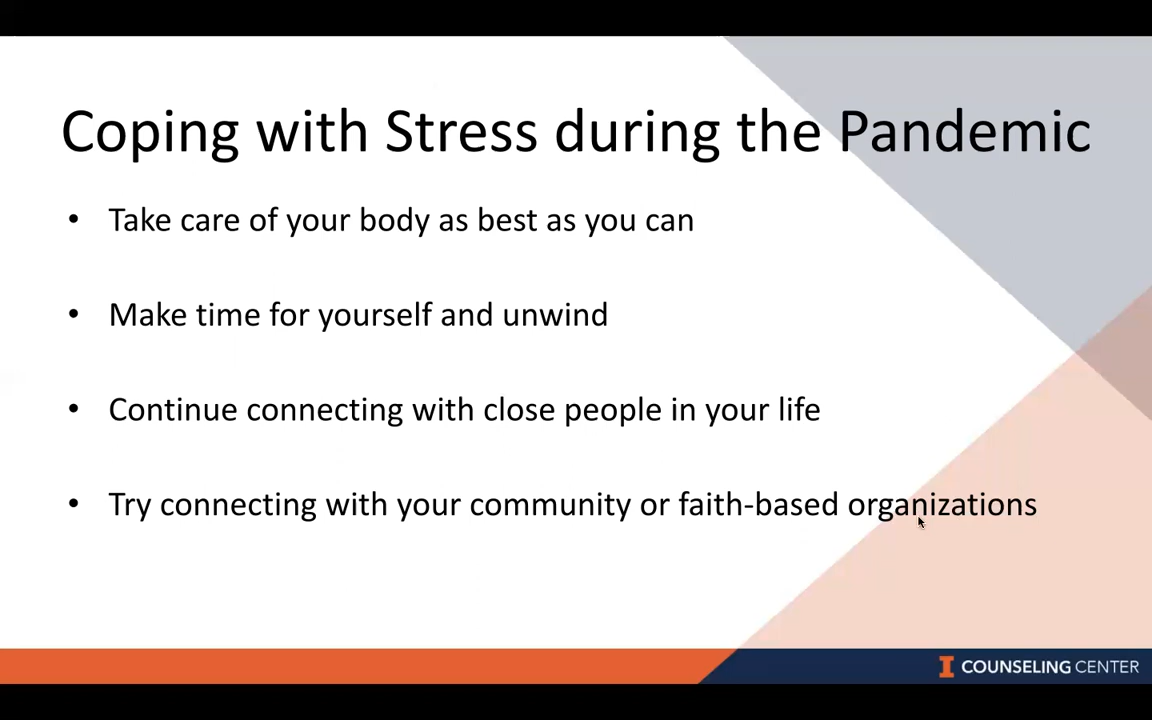 Coping with Stress during the Pandemic
• Take care of your body as best as you can
• Make time for yourself and unwind
• Continue connecting with close people in your life
• Try connecting with your community or faith-based organizations
I COUNSELING CENTER